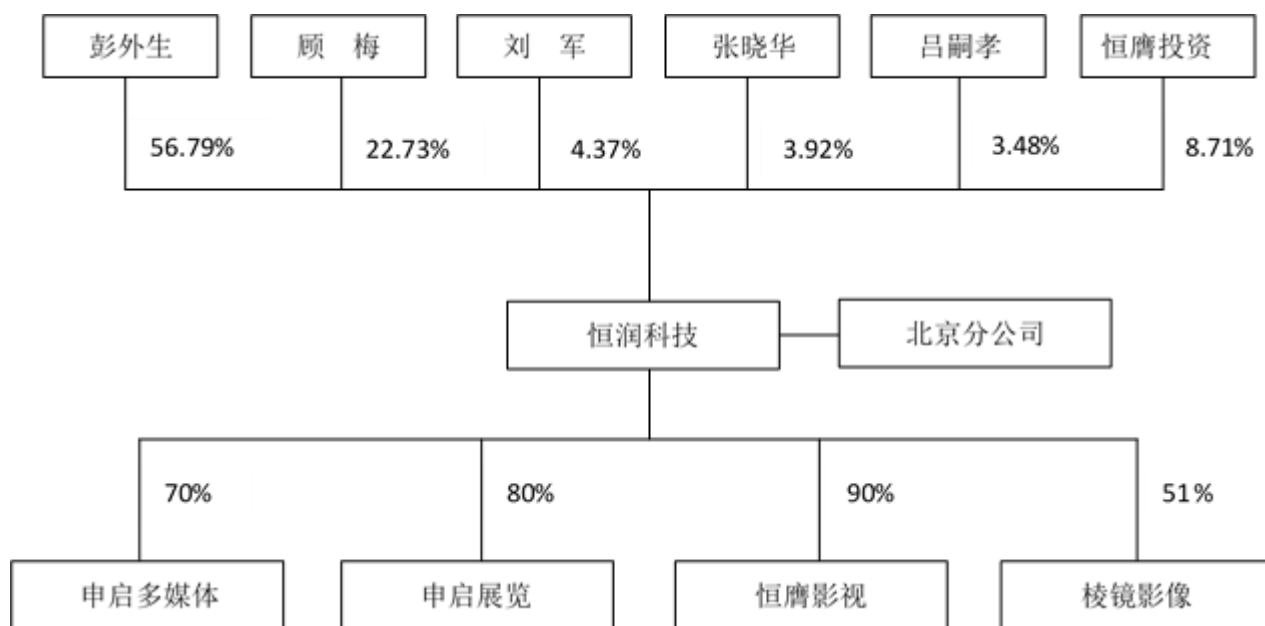 彭外生 顾 梅 刘 军 张晓华 吕嗣孝 恒膺投资
56.79% 22.73% 4.37% 3.92% 3.48% 8.71%
恒润科技 北京分公司
70% 80% 90% 51%
申启多媒体 申启展览 恒膺影视 棱镜影像